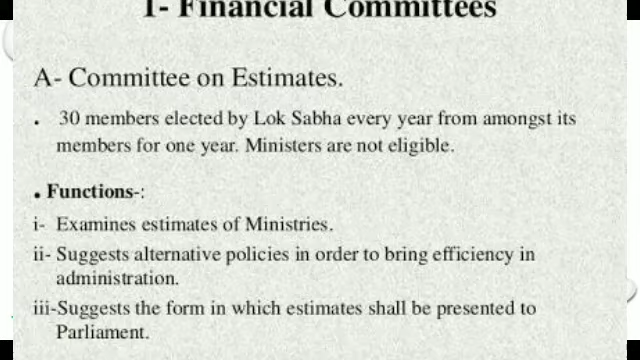 1- Financial Committees
A- Committee on Estimates.
. 30 members elected by Lok Sabha every year from amongst its
members for one year. Ministers are not eligible.
. Functions-:
i- Examines estimates of Ministries.
ii- Suggests alternative policies in order to bring efficiency in
administration.
iii-Suggests the form in which estimates shall be presented to
Parliament.